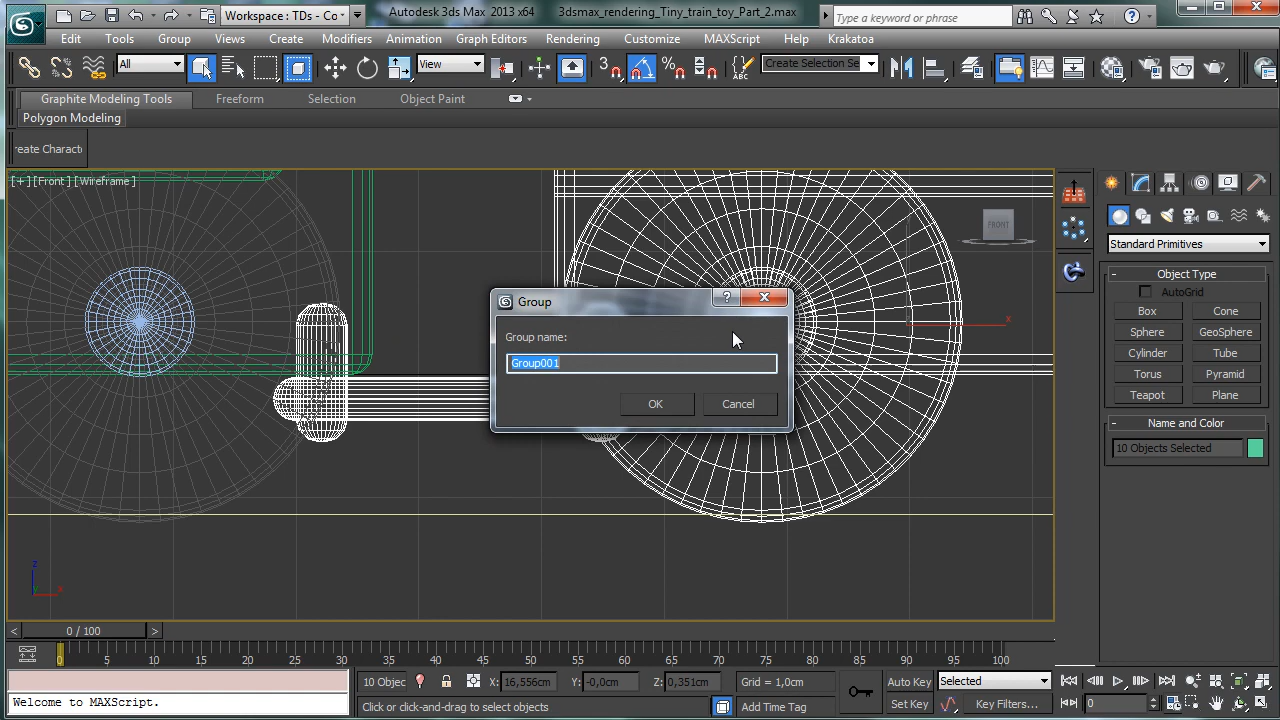 Workspace : TDs - Co
Autodesk 3ds Max 2013 x64
3dsmax_rendering_Tiny_train_toy_Part_2.max
Type a keyword or phrase
Edit Tools Group Views Create Modifiers Animation Graph Editors Rendering Customize MAXScript Help Krakatoa
All
View
3
%
ABC
Create Selection Se
Graphite Modeling Tools Freeform Selection Object Paint
Polygon Modeling
eate Charact
[+][Front][Wireframe]
FRONT
x
z
y
x
Group
?
Group name:
Group001
OK
Cancel
Standard Primitives
- Object Type
AutoGrid
Box Cone
Sphere GeoSphere
Cylinder Tube
Torus Pyramid
Teapot Plane
- Name and Color
10 Objects Selected
< 0 / 100 >
0 5 10 15 20 25 30 35 40 45 50 55 60 65 70 75 80 85 90 95 100
10 Objec
X: 16,556cm Y: -0,0cm Z: 0,351cm Grid = 1,0cm
Auto Key Selected
Welcome to MAXScript.
Click or click-and-drag to select objects
Add Time Tag
Set Key Key Filters...
0